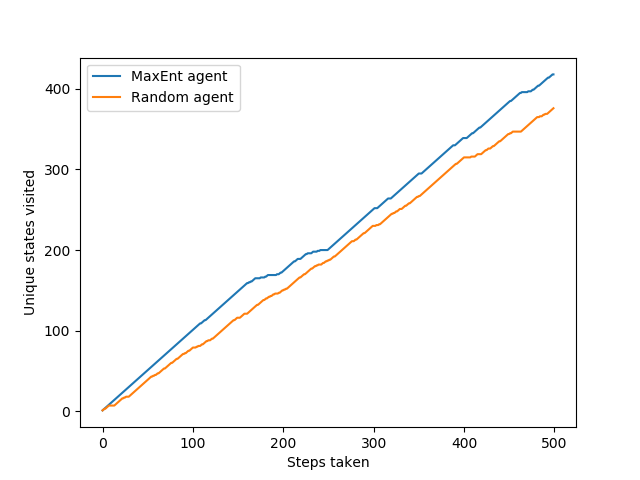 MaxEnt agent
Random agent
Unique states visited
400
300
200
100
0
0 100 200 300 400 500
Steps taken